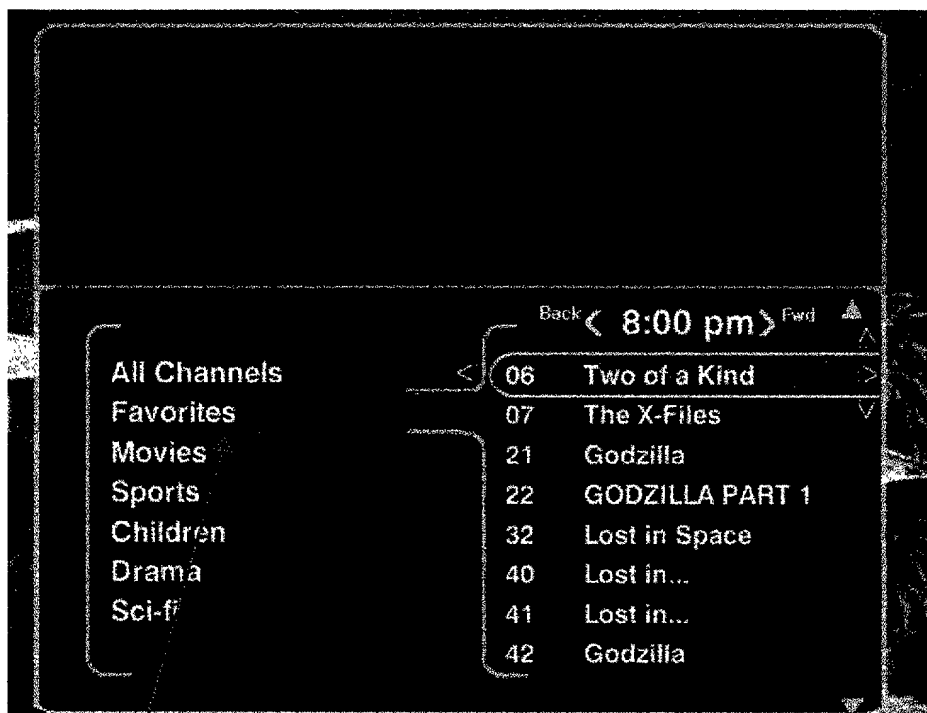 Back < 8:00 pm > Fwd
All Channels
Favorites
Movies
Sports
Children
Drama
Sci-fi
06 Two of a Kind
07 The X-Files
21 Godzilla
22 GODZILLA PART 1
32 Lost in Space
40 Lost in...
41 Lost in...
42 Godzilla